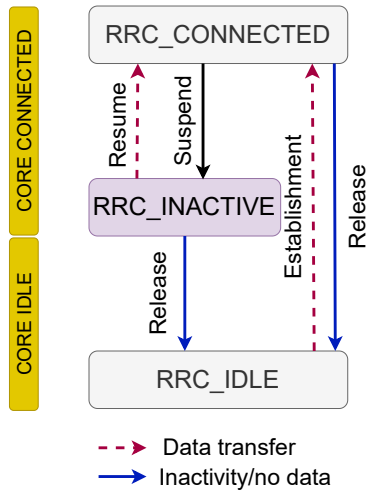 RRC_CONNECTED
CORE CONNECTED
Resume
Suspend
Establishment
Release
RRC_INACTIVE
CORE IDLE
Release
RRC_IDLE
Data transfer
Inactivity/no data